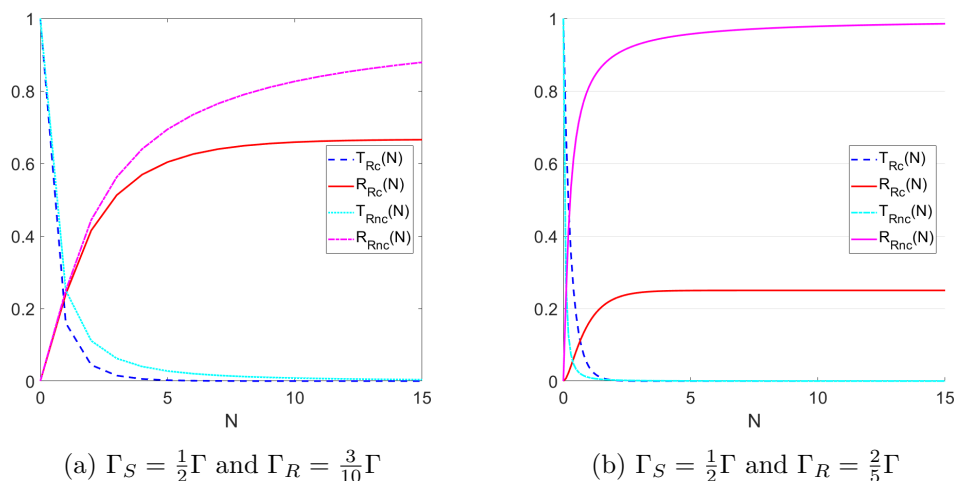 1
0.8
0.6
0.4
0.2
0
0 5 10 15
N
T_Rc(N)
R_Rc(N)
T_Rnc(N)
R_Rnc(N)
(a) Γ_S = 1/2 Γ and Γ_R = 3/10 Γ
1
0.8
0.6
0.4
0.2
0
0 5 10 15
N
T_Rc(N)
R_Rc(N)
T_Rnc(N)
R_Rnc(N)
(b) Γ_S = 1/2 Γ and Γ_R = 2/5 Γ